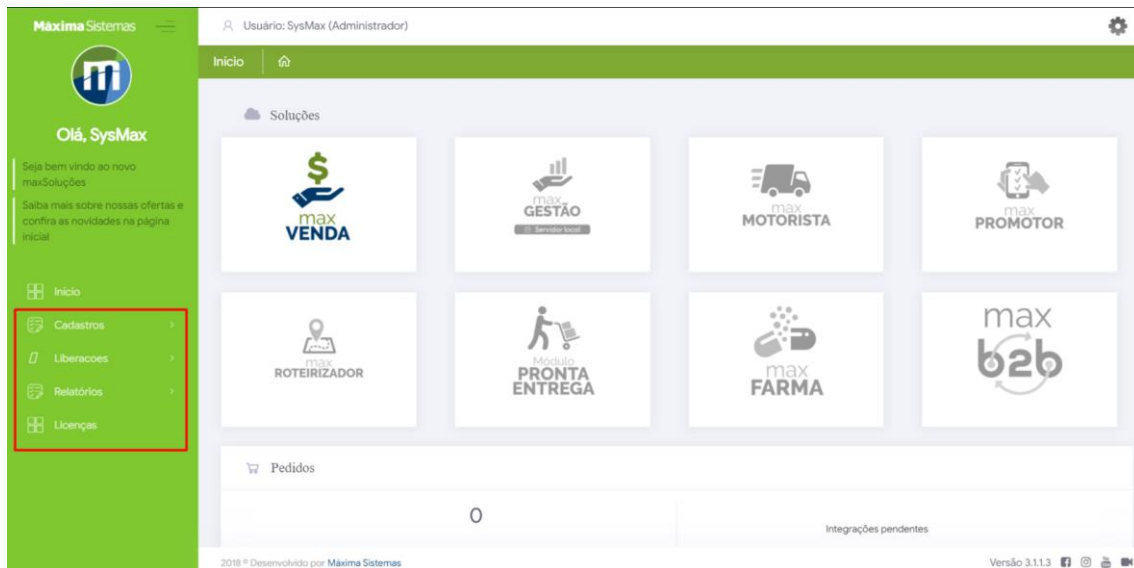 Máxima Sistemas
Usuário: SysMax (Administrador)
Início
Olá, SysMax
Seja bem vindo ao novo
maxSoluções
Saiba mais sobre nossas ofertas e
confira as novidades na página
inicial
Início
Cadastros
Liberacoes
Relatórios
Licenças
Soluções
max
VENDA
max
GESTÃO
Servidor local
max
MOTORISTA
max
PROMOTOR
max
ROTEIRIZADOR
Módulo
PRONTA
ENTREGA
max
FARMA
max
b2b
Pedidos
0
Integrações pendentes
2018 © Desenvolvido por Máxima Sistemas
Versão 3.1.1.3